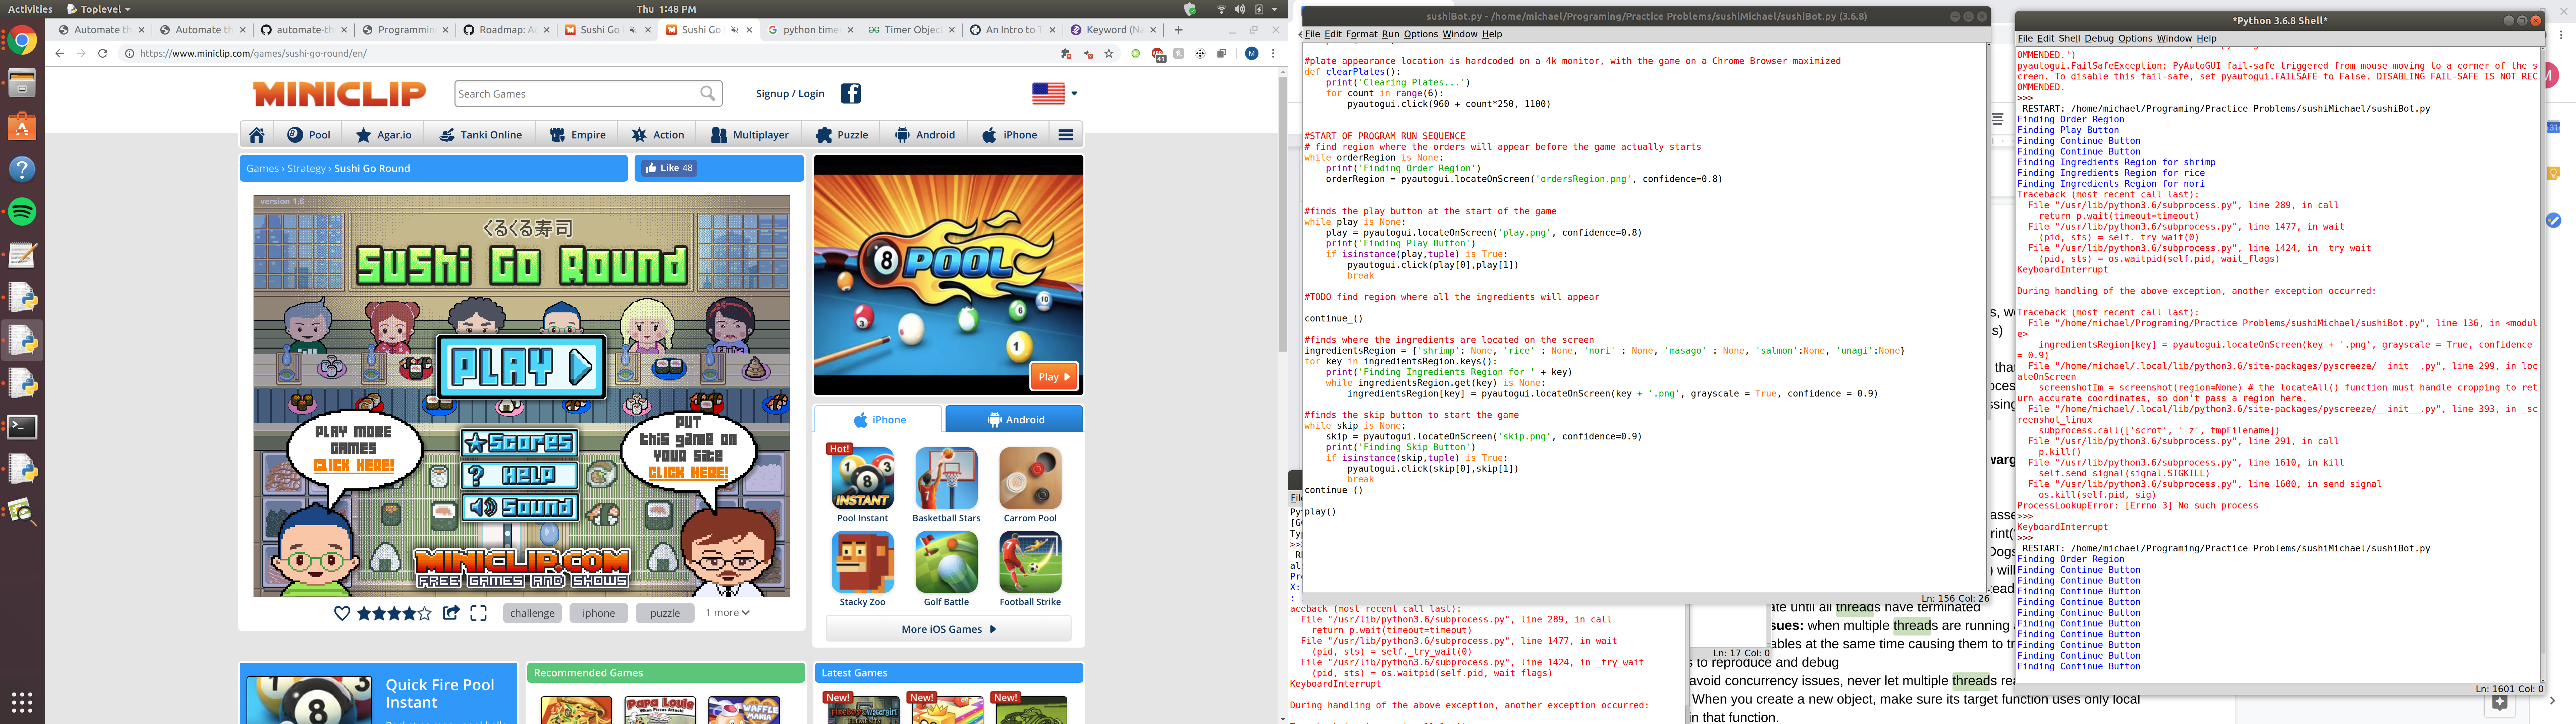 Activities
Toplevel
Thu 1:48 PM
Automate th
Automate th
automate-th
Programmin
Roadmap: Ac
Sushi Go
Sushi Go
python time
Timer Objec
An Intro to T
Keyword (Na
https://www.miniclip.com/games/sushi-go-round/en/
MINICLIP
Search Games
Signup / Login
Pool
Agar.io
Tanki Online
Empire
Action
Multiplayer
Puzzle
Android
iPhone
Games › Strategy › Sushi Go Round
Like 48
version 1.6
くるくる寿司
SUSHI GO ROUND
PLAY
PLAY MORE
GAMES
CLICK HERE!
Scores
? Help
Sound
PUT
this game on
YOUR SITE
CLICK HERE!
MINICLIP.COM
FREE GAMES AND SHOWS
challenge
iphone
puzzle
1 more
8 POOL
Play
iPhone
Android
Hot!
Pool Instant
Basketball Stars
Carrom Pool
Stacky Zoo
Golf Battle
Football Strike
More iOS Games
Quick Fire Pool
Instant
Recommended Games
Latest Games
New!
New!
New!
sushiBot.py - /home/michael/Programing/Practice Problems/sushiMichael/sushiBot.py (3.6.8)
File Edit Format Run Options Window Help
#plate appearance location is hardcoded on a 4k monitor, with the game on a Chrome Browser maximized
def clearPlates():
    print('Clearing Plates...')
    for count in range(6):
        pyautogui.click(960 + count*250, 1100)
#START OF PROGRAM RUN SEQUENCE
# find region where the orders will appear before the game actually starts
while orderRegion is None:
    print('Finding Order Region')
    orderRegion = pyautogui.locateOnScreen('ordersRegion.png', confidence=0.8)
#finds the play button at the start of the game
while play is None:
    play = pyautogui.locateOnScreen('play.png', confidence=0.8)
    print('Finding Play Button')
    if isinstance(play,tuple) is True:
        pyautogui.click(play[0],play[1])
        break
#TODO find region where all the ingredients will appear
continue_()
#finds where the ingredients are located on the screen
ingredientsRegion = {'shrimp': None, 'rice' : None, 'nori' : None, 'masago' : None, 'salmon':None, 'unagi':None}
for key in ingredientsRegion.keys():
    print('Finding Ingredients Region for ' + key)
    while ingredientsRegion.get(key) is None:
        ingredientsRegion[key] = pyautogui.locateOnScreen(key + '.png', grayscale = True, confidence = 0.9)
#finds the skip button to start the game
while skip is None:
    skip = pyautogui.locateOnScreen('skip.png', confidence=0.9)
    print('Finding Skip Button')
    if isinstance(skip,tuple) is True:
        pyautogui.click(skip[0],skip[1])
        break
continue_()
play()
Ln: 156 Col: 26
aceback (most recent call last):
  File "/usr/lib/python3.6/subprocess.py", line 289, in call
    return p.wait(timeout=timeout)
  File "/usr/lib/python3.6/subprocess.py", line 1477, in wait
    (pid, sts) = self._try_wait(0)
  File "/usr/lib/python3.6/subprocess.py", line 1424, in _try_wait
    (pid, sts) = os.waitpid(self.pid, wait_flags)
KeyboardInterrupt
During handling of the above exception, another exception occurred:
Ln: 17 Col: 0
ate until all threads have terminated
sues: when multiple threads are running
ables at the same time causing them to
s to reproduce and debug
avoid concurrency issues, never let multiple threads
When you create a new object, make sure its target function uses only local
n that function.
*Python 3.6.8 Shell*
File Edit Shell Debug Options Window Help
OMMENDED.')
pyautogui.FailSafeException: PyAutoGUI fail-safe triggered from mouse moving to a corner of the s
creen. To disable this fail-safe, set pyautogui.FAILSAFE to False. DISABLING FAIL-SAFE IS NOT REC
OMMENDED.
>>>
 RESTART: /home/michael/Programing/Practice Problems/sushiMichael/sushiBot.py
Finding Order Region
Finding Play Button
Finding Continue Button
Finding Continue Button
Finding Ingredients Region for shrimp
Finding Ingredients Region for rice
Finding Ingredients Region for nori
Traceback (most recent call last):
  File "/usr/lib/python3.6/subprocess.py", line 289, in call
    return p.wait(timeout=timeout)
  File "/usr/lib/python3.6/subprocess.py", line 1477, in wait
    (pid, sts) = self._try_wait(0)
  File "/usr/lib/python3.6/subprocess.py", line 1424, in _try_wait
    (pid, sts) = os.waitpid(self.pid, wait_flags)
KeyboardInterrupt
During handling of the above exception, another exception occurred:
Traceback (most recent call last):
  File "/home/michael/Programing/Practice Problems/sushiMichael/sushiBot.py", line 136, in <modul
e>
    ingredientsRegion[key] = pyautogui.locateOnScreen(key + '.png', grayscale = True, confidence
= 0.9)
  File "/home/michael/.local/lib/python3.6/site-packages/pyscreeze/__init__.py", line 299, in loc
ateOnScreen
    screenshotIm = screenshot(region=None) # the locateAll() function must handle cropping to ret
urn accurate coordinates, so don't pass a region here.
  File "/home/michael/.local/lib/python3.6/site-packages/pyscreeze/__init__.py", line 393, in _sc
reenshot_linux
    subprocess.call(['scrot', '-z', tmpFilename])
  File "/usr/lib/python3.6/subprocess.py", line 291, in call
    p.kill()
  File "/usr/lib/python3.6/subprocess.py", line 1610, in kill
    self.send_signal(signal.SIGKILL)
  File "/usr/lib/python3.6/subprocess.py", line 1600, in send_signal
    os.kill(self.pid, sig)
ProcessLookupError: [Errno 3] No such process
>>>
KeyboardInterrupt
>>>
 RESTART: /home/michael/Programing/Practice Problems/sushiMichael/sushiBot.py
Finding Order Region
Finding Continue Button
Finding Continue Button
Finding Continue Button
Finding Continue Button
Finding Continue Button
Finding Continue Button
Finding Continue Button
Finding Continue Button
Finding Continue Button
Finding Continue Button
Ln: 1601 Col: 0